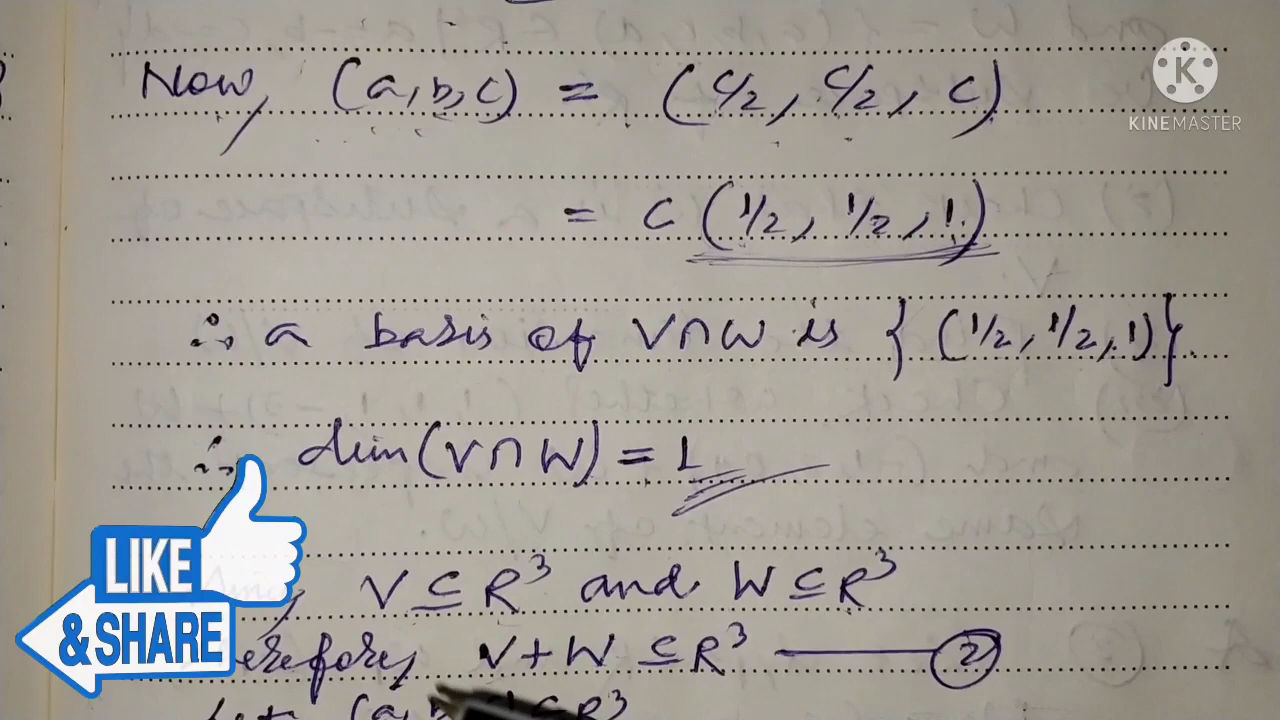 Now, (a,b,c) = (c/2, c/2, c)
KINEMASTER
= c (1/2, 1/2, 1)
∴ a basis of V∩W is { (1/2, 1/2, 1) }
∴ dim(V∩W) = 1
LIKE
V ⊆ R³ and W ⊆ R³
&SHARE
V+W ⊆ R³ — ②